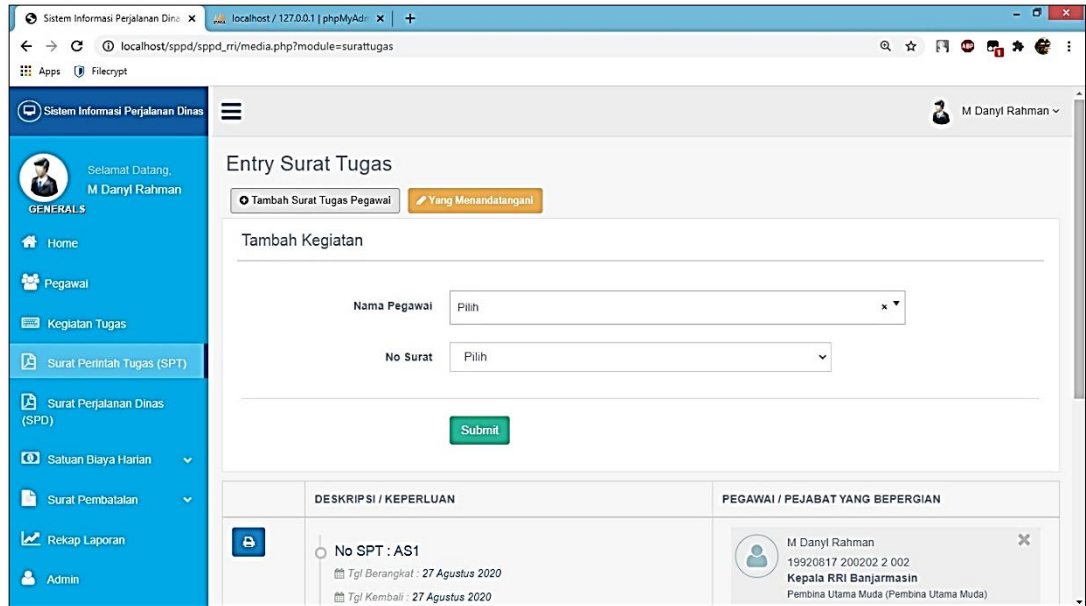 Sistem Informasi Perjalanan Dina
localhost / 127.0.0.1 | phpMyAdm
localhost/sppd/sppd_rri/media.php?module=surattugas
Apps
Filecrypt
Sistem Informasi Perjalanan Dinas
M Danyl Rahman
Selamat Datang,
M Danyl Rahman
GENERALS
Home
Pegawai
Kegiatan Tugas
Surat Perintah Tugas (SPT)
Surat Perjalanan Dinas
(SPD)
Satuan Biaya Harian
Surat Pembatalan
Rekap Laporan
Admin
Entry Surat Tugas
Tambah Surat Tugas Pegawai
Yang Menandatangani
Tambah Kegiatan
Nama Pegawai
Pilih
No Surat
Pilih
Submit
DESKRIPSI / KEPERLUAN
PEGAWAI / PEJABAT YANG BEPERGIAN
No SPT : AS1
Tgl Berangkat : 27 Agustus 2020
Tgl Kembali : 27 Agustus 2020
M Danyl Rahman
19920817 200202 2 002
Kepala RRI Banjarmasin
Pembina Utama Muda (Pembina Utama Muda)